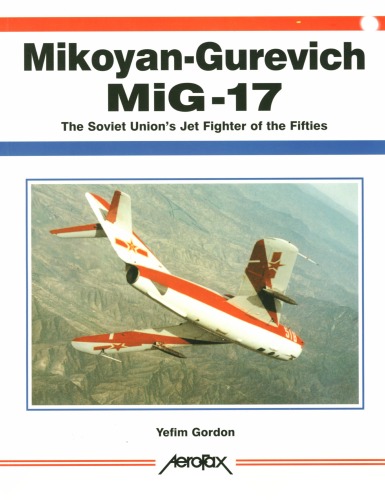 Mikoyan-Gurevich
MiG-17
The Soviet Union's Jet Fighter of the Fifties
Yefim Gordon
AeroFax